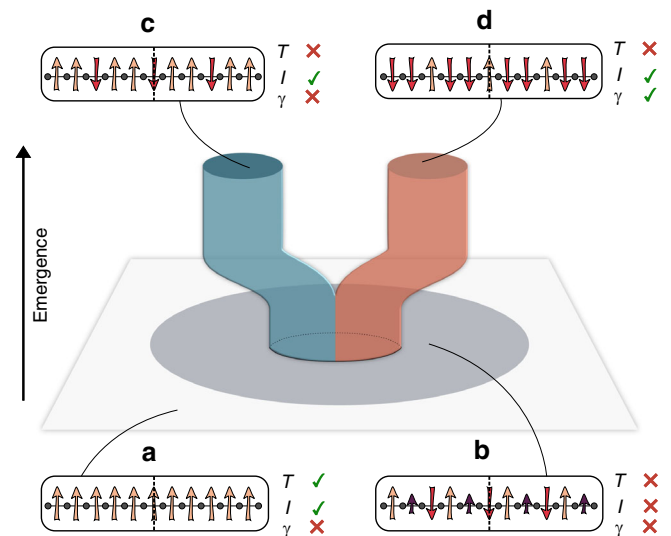 c
d
T ✗
I ✓
γ ✗
T ✗
I ✓
γ ✓
Emergence
a
b
T ✓
I ✓
γ ✗
T ✗
I ✗
γ ✗